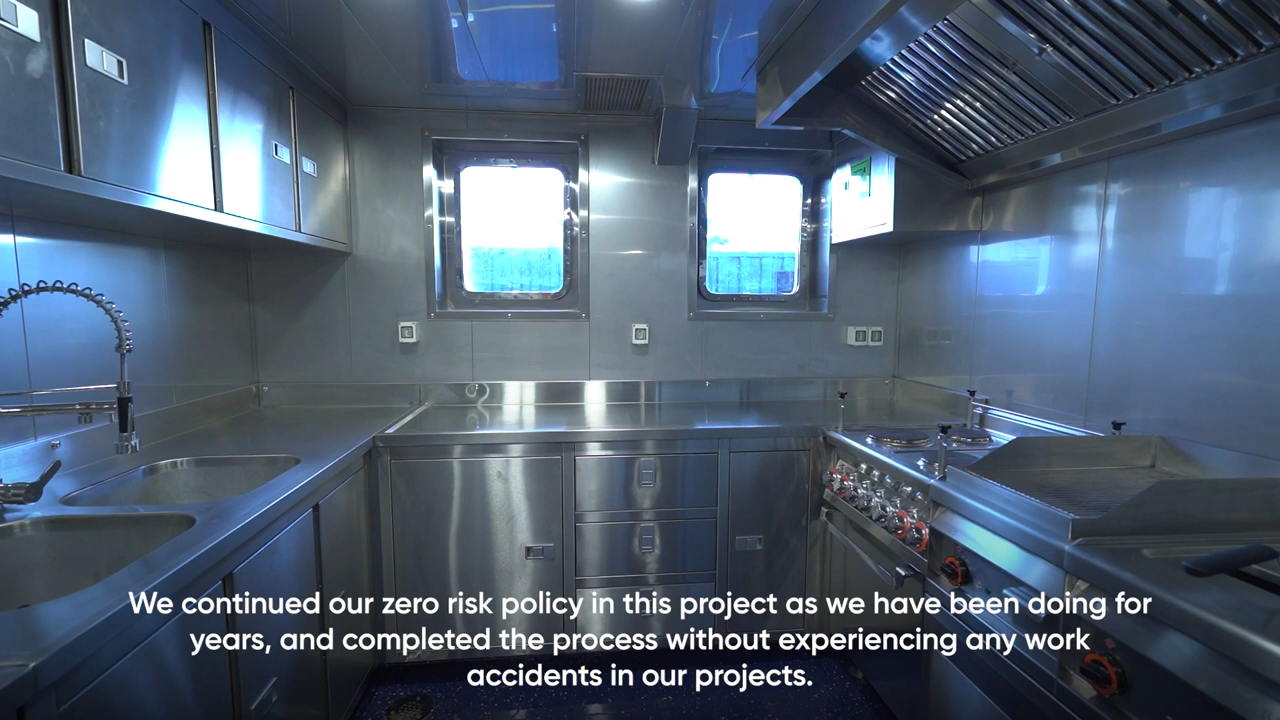 We continued our zero risk policy in this project as we have been doing for
years, and completed the process without experiencing any work
accidents in our projects.